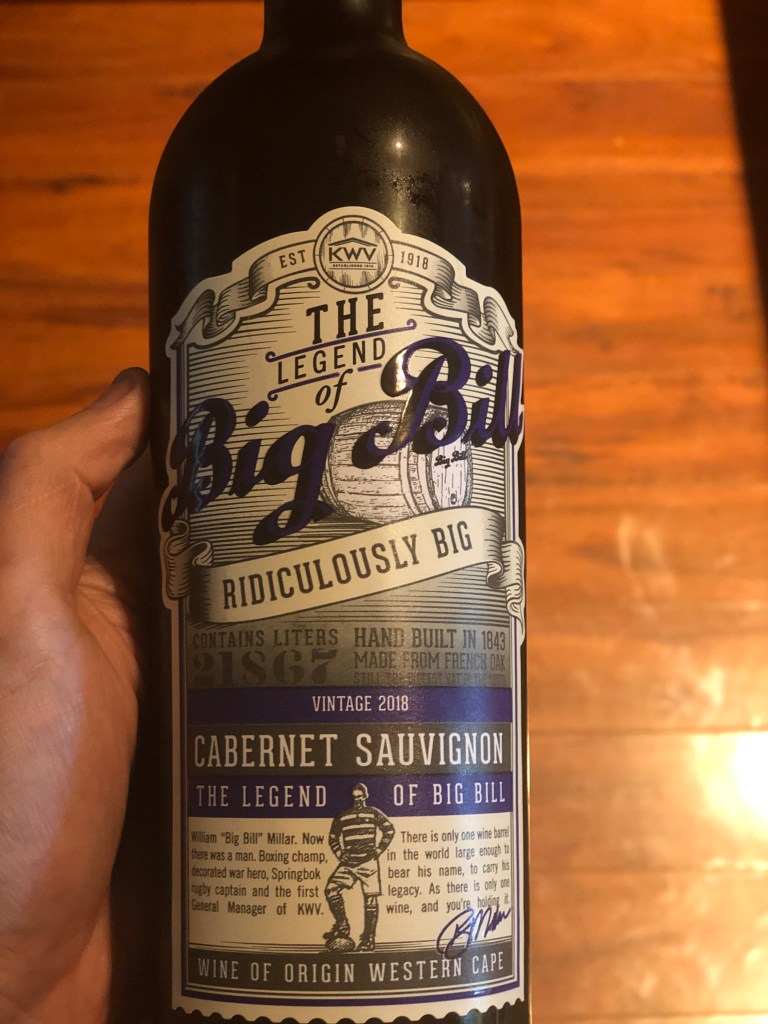 EST
KWV
ESTABLISHED 1918
1918
THE
LEGEND
of
Big Bill
Big Bill
RIDICULOUSLY BIG
CONTAINS LITERS
21867
HAND BUILT IN 1843
MADE FROM FRENCH OAK
VINTAGE 2018
CABERNET SAUVIGNON
THE LEGEND OF BIG BILL
William "Big Bill" Millar. Now
there was a man. Boxing champ,
decorated war hero, Springbok
rugby captain and the first
General Manager of KWV.
There is only one wine barrel
in the world large enough to
bear his name, to carry his
legacy. As there is only one
wine, and you're holding it.
WINE OF ORIGIN WESTERN CAPE